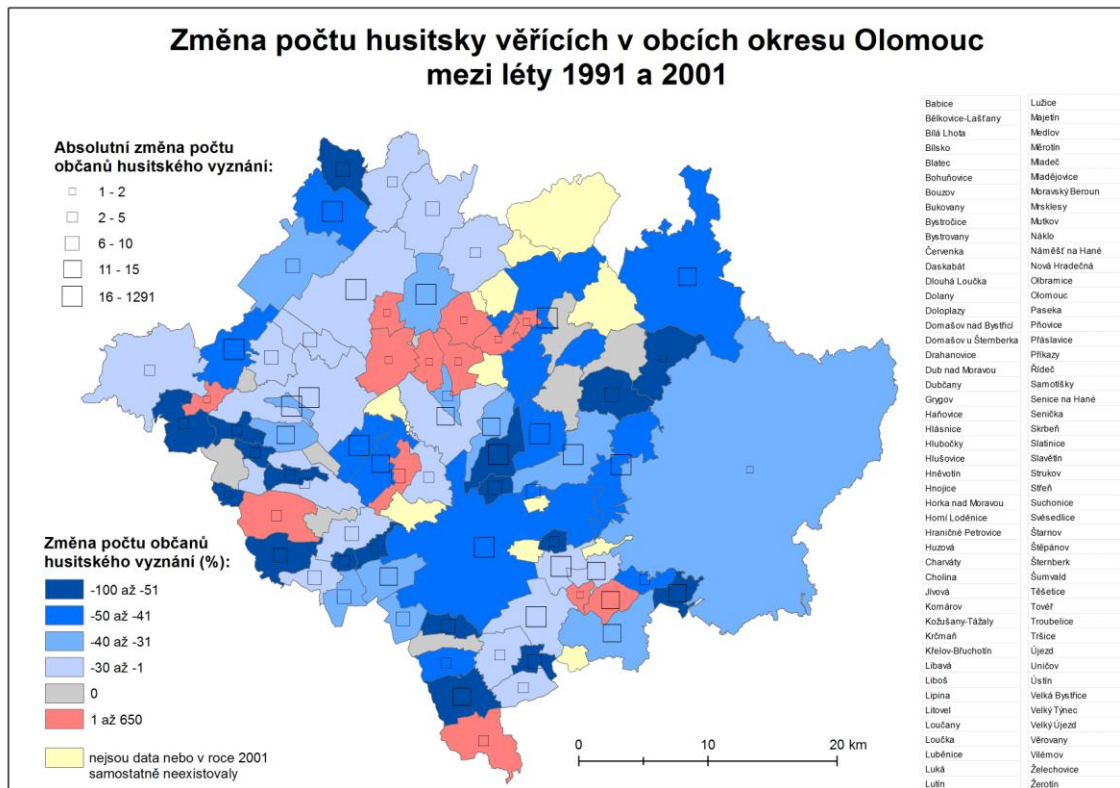 Změna počtu husitsky věřících v obcích okresu Olomouc
mezi léty 1991 a 2001
Absolutní změna počtu
občanů husitského vyznání:
1 - 2
2 - 5
6 - 10
11 - 15
16 - 1291
Změna počtu občanů
husitského vyznání (%):
-100 až -51
-50 až -41
-40 až -31
-30 až -1
0
1 až 650
nejsou data nebo v roce 2001
samostatně neexistovaly
0 10 20 km
Babice
Bělkovice-Lašťany
Bílá Lhota
Bílsko
Blatec
Bohuňovice
Bouzov
Bukovany
Bystročice
Bystrovany
Červenka
Daskabát
Dlouhá Loučka
Dolany
Doloplazy
Domašov nad Bystřicí
Domašov u Šternberka
Drahanovice
Dub nad Moravou
Dubčany
Grygov
Haňovice
Hlásnice
Hlubočky
Hlušovice
Hněvotín
Hnojice
Horka nad Moravou
Horní Loděnice
Hraničné Petrovice
Huzová
Charváty
Cholina
Jívová
Komárov
Kožušany-Tážaly
Krčmaň
Křelov-Břuchotín
Libavá
Liboš
Lipina
Litovel
Loučany
Loučka
Luběnice
Luká
Lutín
Lužice
Majetín
Medlov
Měrotín
Mladeč
Mladějovice
Moravský Beroun
Mrsklesy
Mutkov
Náklo
Náměšť na Hané
Nová Hradečná
Olbramice
Olomouc
Paseka
Pňovice
Přáslavice
Příkazy
Řídeč
Samotišky
Senice na Hané
Senička
Skrbeň
Slatinice
Slavětín
Strukov
Střeň
Suchonice
Svésedlice
Štarnov
Štěpánov
Šternberk
Šumvald
Těšetice
Tovéř
Troubelice
Tršice
Újezd
Uničov
Ústín
Velká Bystřice
Velký Týnec
Velký Újezd
Věrovany
Vilémov
Želechovice
Žerotín